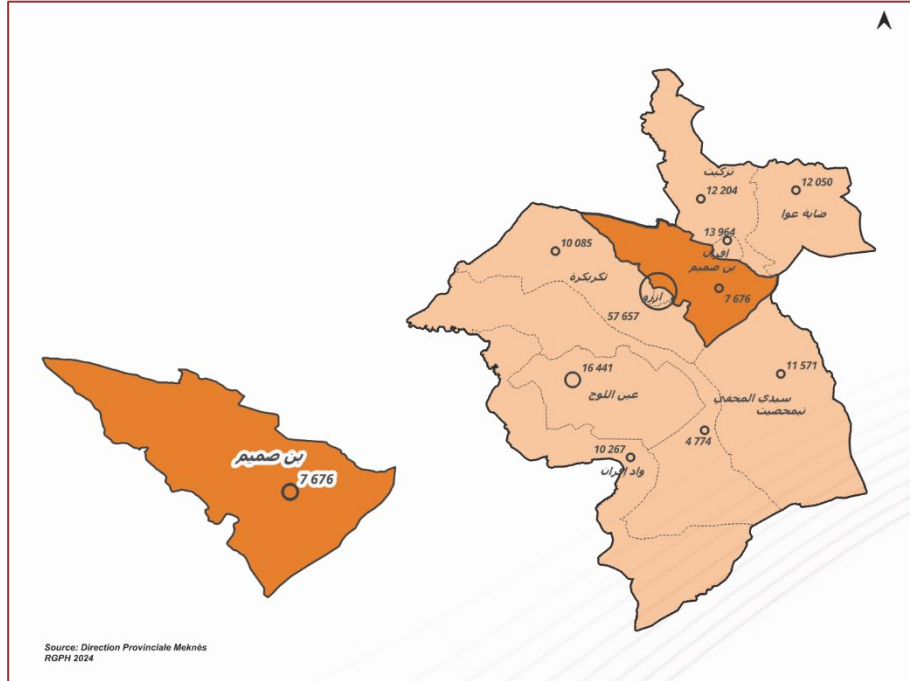 تزكيت
12 204
12 050
ضاية عوا
13 964
إفران
بن صميم
7 676
10 085
تكريكرة
ازرو
57 657
16 441
عين اللوح
11 571
سيدي المخفي
تيمحضيت
4 774
10 267
واد إفران
بن صميم
7 676
Source: Direction Provinciale Meknès
RGPH 2024